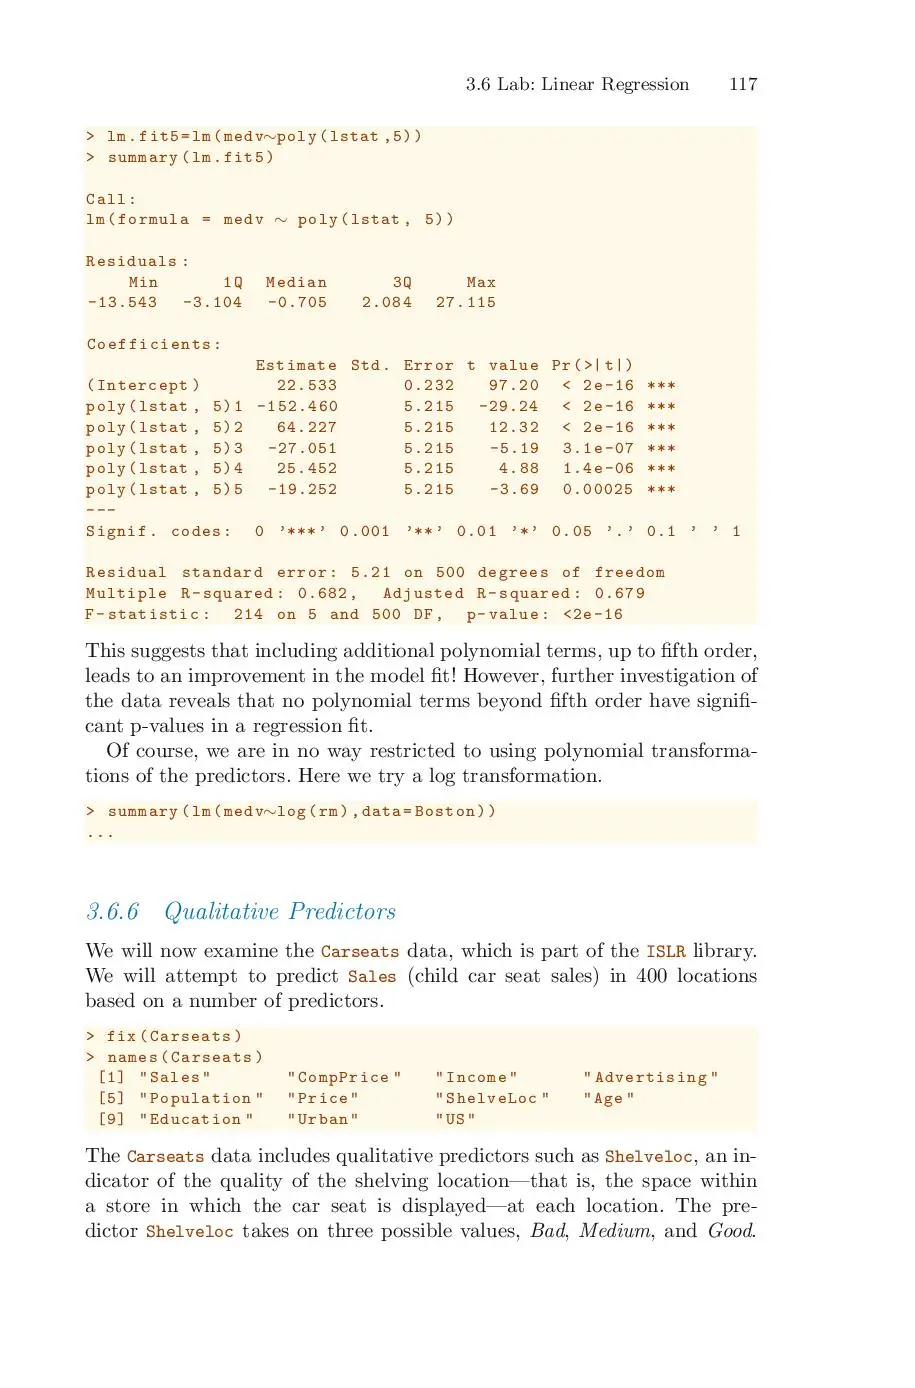 3.6 Lab: Linear Regression 117
> lm.fit5=lm(medv∼poly(lstat ,5))
> summary(lm.fit5)
Call:
lm(formula = medv ∼ poly(lstat , 5))
Residuals :
Min 1Q Median 3Q Max
-13.543 -3.104 -0.705 2.084 27.115
Coefficients:
Estimate Std. Error t value Pr(>|t|)
(Intercept ) 22.533 0.232 97.20 < 2e-16 ***
poly(lstat , 5)1 -152.460 5.215 -29.24 < 2e-16 ***
poly(lstat , 5)2 64.227 5.215 12.32 < 2e-16 ***
poly(lstat , 5)3 -27.051 5.215 -5.19 3.1e-07 ***
poly(lstat , 5)4 25.452 5.215 4.88 1.4e-06 ***
poly(lstat , 5)5 -19.252 5.215 -3.69 0.00025 ***
---
Signif. codes: 0 ’***’ 0.001 ’**’ 0.01 ’*’ 0.05 ’.’ 0.1 ’ ’ 1
Residual standard error: 5.21 on 500 degrees of freedom
Multiple R-squared: 0.682, Adjusted R-squared: 0.679
F-statistic: 214 on 5 and 500 DF, p-value: <2e-16
This suggests that including additional polynomial terms, up to fifth order,
leads to an improvement in the model fit! However, further investigation of
the data reveals that no polynomial terms beyond fifth order have signifi-
cant p-values in a regression fit.
Of course, we are in no way restricted to using polynomial transforma-
tions of the predictors. Here we try a log transformation.
> summary(lm(medv∼log(rm),data=Boston))
...
3.6.6 Qualitative Predictors
We will now examine the Carseats data, which is part of the ISLR library.
We will attempt to predict Sales (child car seat sales) in 400 locations
based on a number of predictors.
> fix(Carseats)
> names(Carseats)
[1] "Sales" "CompPrice " "Income" "Advertising "
[5] "Population " "Price" "ShelveLoc " "Age"
[9] "Education " "Urban" "US"
The Carseats data includes qualitative predictors such as Shelveloc, an in-
dicator of the quality of the shelving location—that is, the space within
a store in which the car seat is displayed—at each location. The pre-
dictor Shelveloc takes on three possible values, Bad, Medium, and Good.